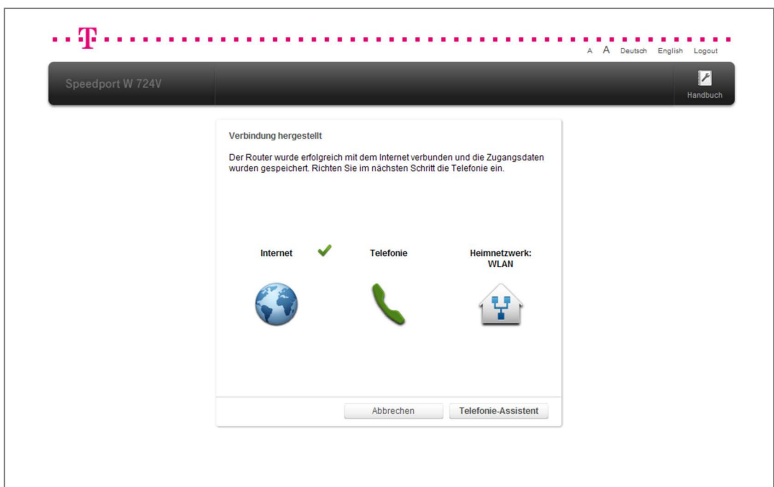 T
A A Deutsch English Logout
Speedport W 724V
Handbuch
Verbindung hergestellt
Der Router wurde erfolgreich mit dem Internet verbunden und die Zugangsdaten
wurden gespeichert. Richten Sie im nächsten Schritt die Telefonie ein.
Internet Telefonie Heimnetzwerk:
WLAN
Abbrechen Telefonie-Assistent